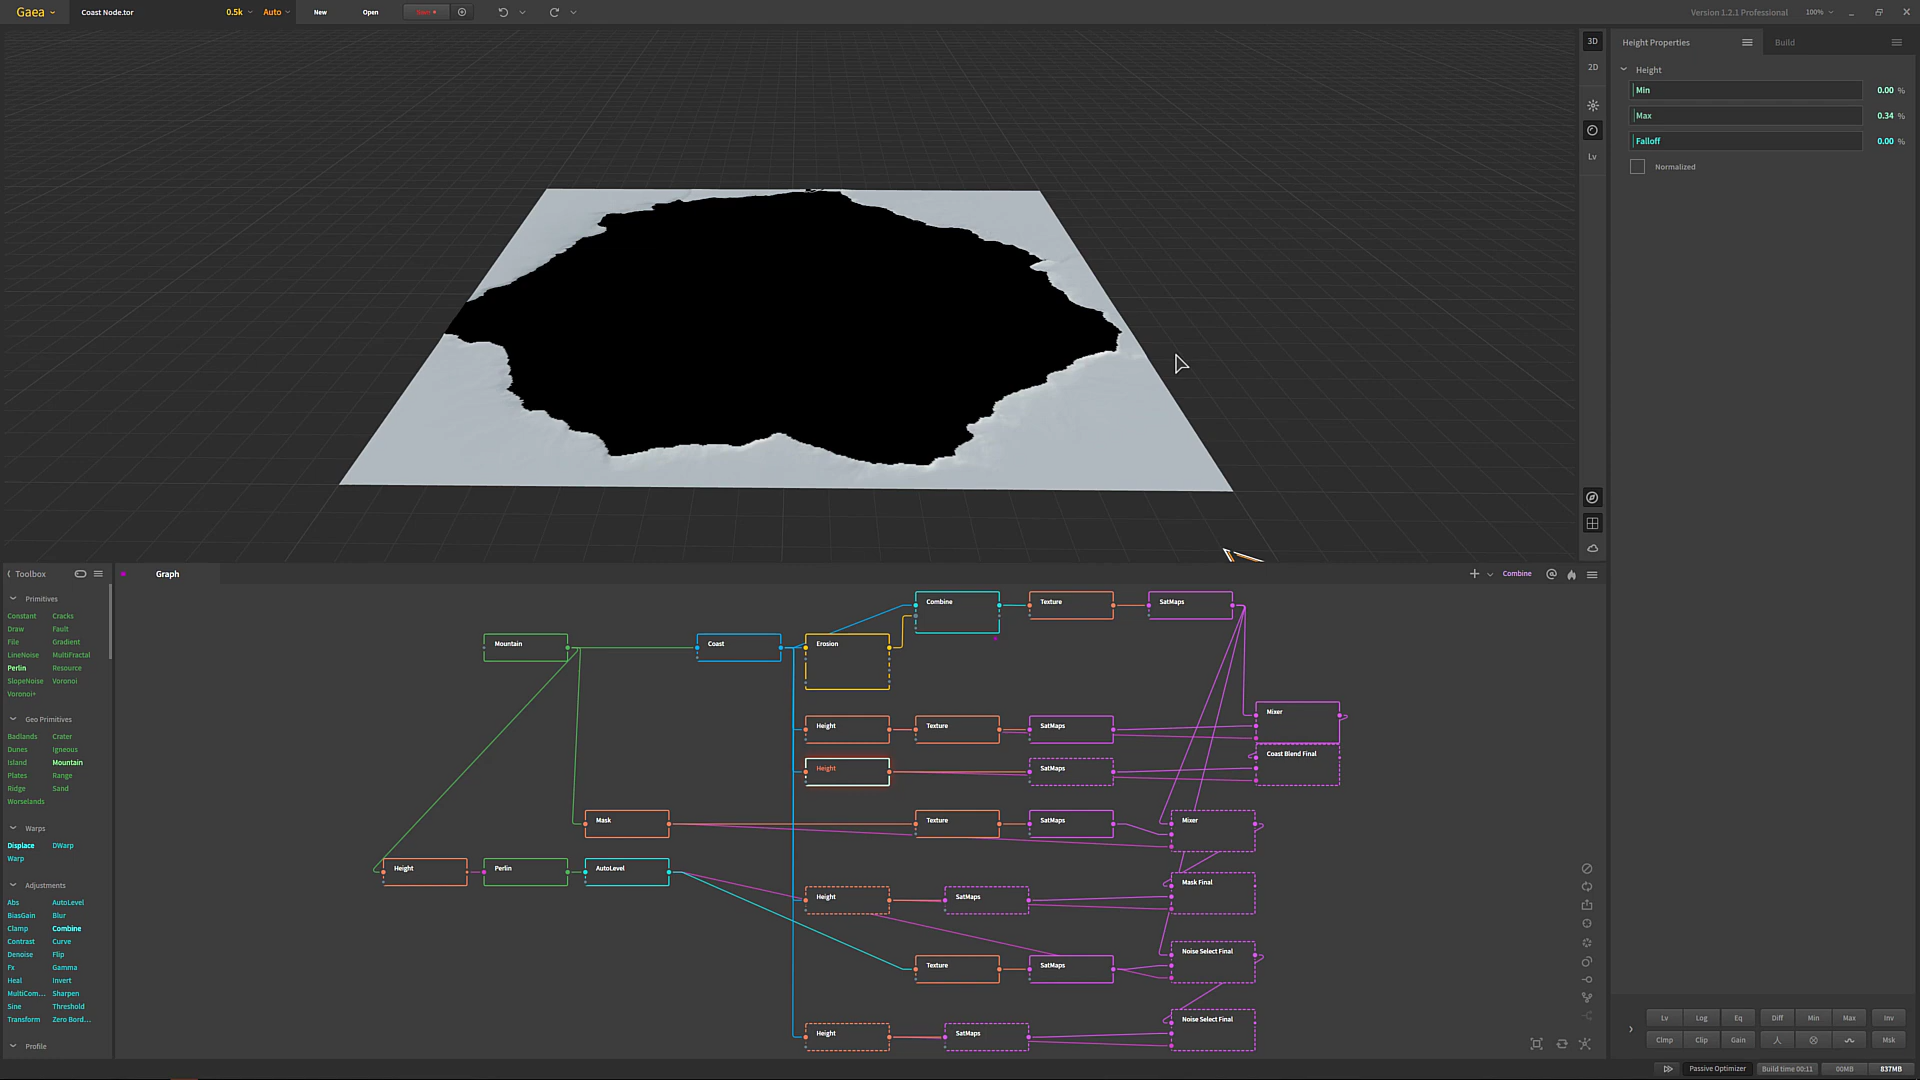 Gaea Coast Node.tor 0.5k Auto New Open Version 1.2.1 Professional 100%
3D
2D
Lv
Height Properties Build
Height
Min 0.00 %
Max 0.34 %
Falloff 0.00 %
Normalized
Toolbox
Primitives
Constant Cracks
Draw Fault
File Gradient
LineNoise MultiFractal
Perlin Resource
SlopeNoise Voronoi
Voronoi+
Geo Primitives
Badlands Crater
Dunes Igneous
Island Mountain
Plates Range
Ridge Sand
Worselands
Warps
Displace DWarp
Warp
Adjustments
Abs AutoLevel
BiasGain Blur
Clamp Combine
Contrast Curve
Denoise Flip
Fx Gamma
Heal Invert
MultiCom... Sharpen
Sine Threshold
Transform Zero Bord...
Profile
Graph Combine
Combine Texture SatMaps
Mountain Coast Erosion
Mixer
Height Texture SatMaps
Coast Blend Final
Height SatMaps
Mask Texture SatMaps Mixer
Height Perlin AutoLevel
Mask Final
Height SatMaps
Noise Select Final
Texture SatMaps
Noise Select Final
Height SatMaps
Lv Log Eq Diff Min Max Inv
Clmp Clip Gain Msk
Passive Optimizer Build time 00:11 00MB 837MB